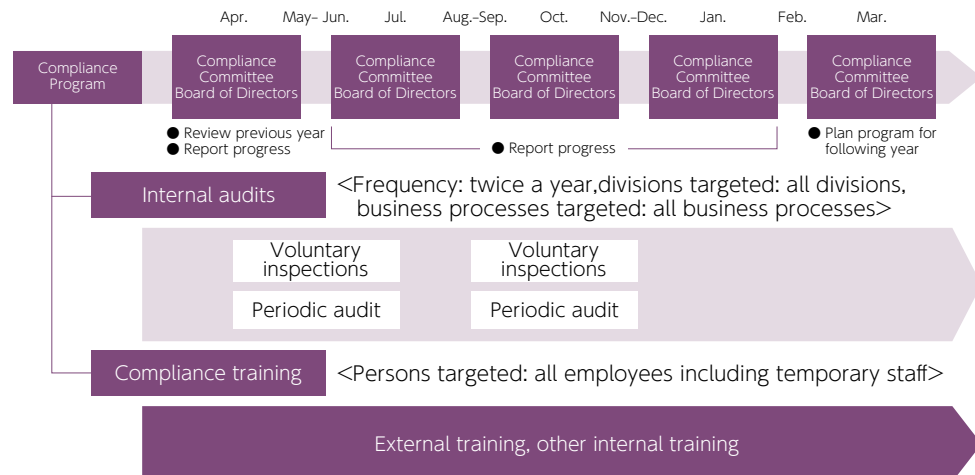 Apr. May- Jun. Jul. Aug.-Sep. Oct. Nov.-Dec. Jan. Feb. Mar.
Compliance
Program
Compliance
Committee
Board of Directors
Compliance
Committee
Board of Directors
Compliance
Committee
Board of Directors
Compliance
Committee
Board of Directors
Compliance
Committee
Board of Directors
● Review previous year
● Report progress
● Report progress
● Plan program for
following year
Internal audits
<Frequency: twice a year,divisions targeted: all divisions,
business processes targeted: all business processes>
Voluntary
inspections
Voluntary
inspections
Periodic audit
Periodic audit
Compliance training
<Persons targeted: all employees including temporary staff>
External training, other internal training